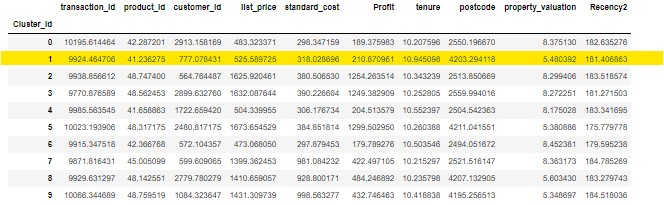 transaction_id product_id customer_id list_price standard_cost Profit tenure postcode property_valuation Recency2
Cluster_Id
0 10195.614464 42.287201 2913.158169 483.323371 298.347159 189.375983 10.207596 2550.196670 8.375130 182.635276
1 9924.464706 41.236275 777.078431 525.589725 318.028696 210.870961 10.945098 4203.294118 5.480392 181.406863
2 9938.856612 48.747400 564.764487 1625.920461 380.506530 1254.263514 10.343239 2513.850669 8.299406 183.518574
3 9770.876589 48.562453 2899.632760 1632.087644 390.226604 1249.382909 10.252805 2559.994016 8.272251 181.271503
4 9985.563545 41.658863 1722.659420 504.339955 306.176734 204.513579 10.552397 2504.542363 8.175028 183.341695
5 10023.193906 48.317175 2480.817175 1673.654529 384.851814 1299.502950 10.260388 4211.041551 5.380886 175.779778
6 9915.347518 42.366768 572.104357 473.068050 297.879453 179.789276 10.503546 2494.051672 8.452381 179.595238
7 9871.816431 45.005099 599.609065 1399.362453 981.084232 422.497105 10.215297 2521.516147 8.363173 184.785269
8 9929.631297 48.142551 2779.780279 1410.659057 928.800171 484.246892 10.235798 4207.132905 5.603430 183.279743
9 10066.344689 48.759519 1084.323647 1431.309739 998.563277 432.746463 10.418838 4195.256513 5.348697 184.518036